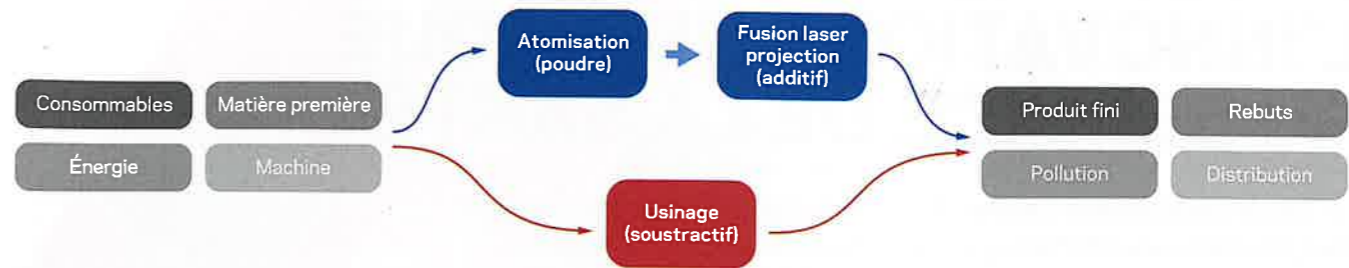 Atomisation
(poudre)
Fusion laser
projection
(additif)
Consommables
Matière première
Énergie
Machine
Produit fini
Rebuts
Pollution
Distribution
Usinage
(soustractif)